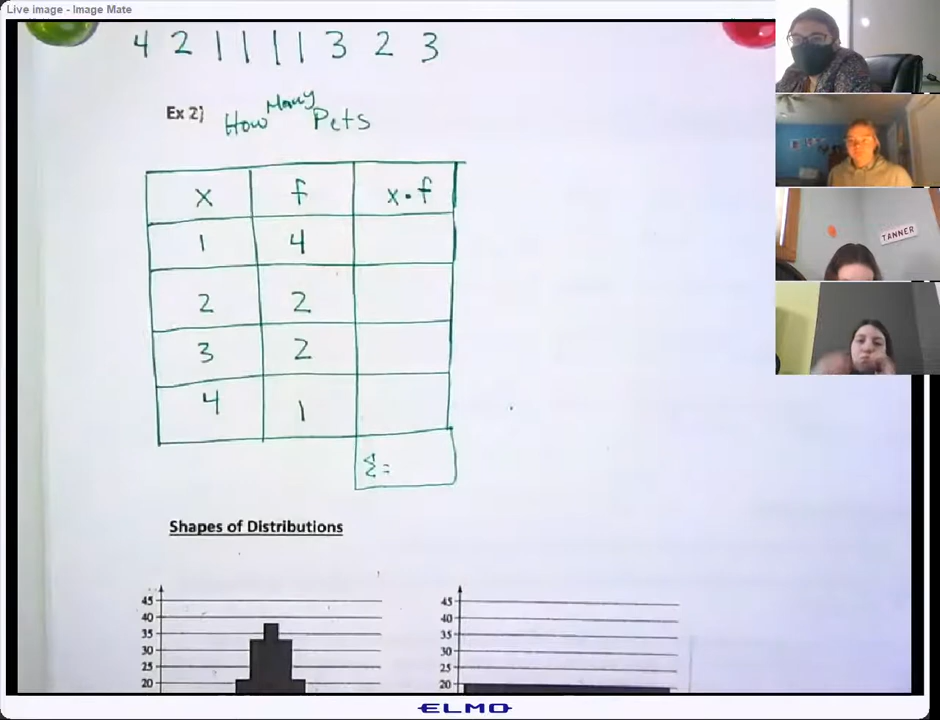 Live image - Image Mate
4 2 1 1 1 1 3 2 3
Ex 2) How Many Pets
x f x·f
1 4
2 2
3 2
4 1
Σ=
TANNER
Shapes of Distributions
45 45
40 40
35 35
30 30
25 25
20 20
ELMO